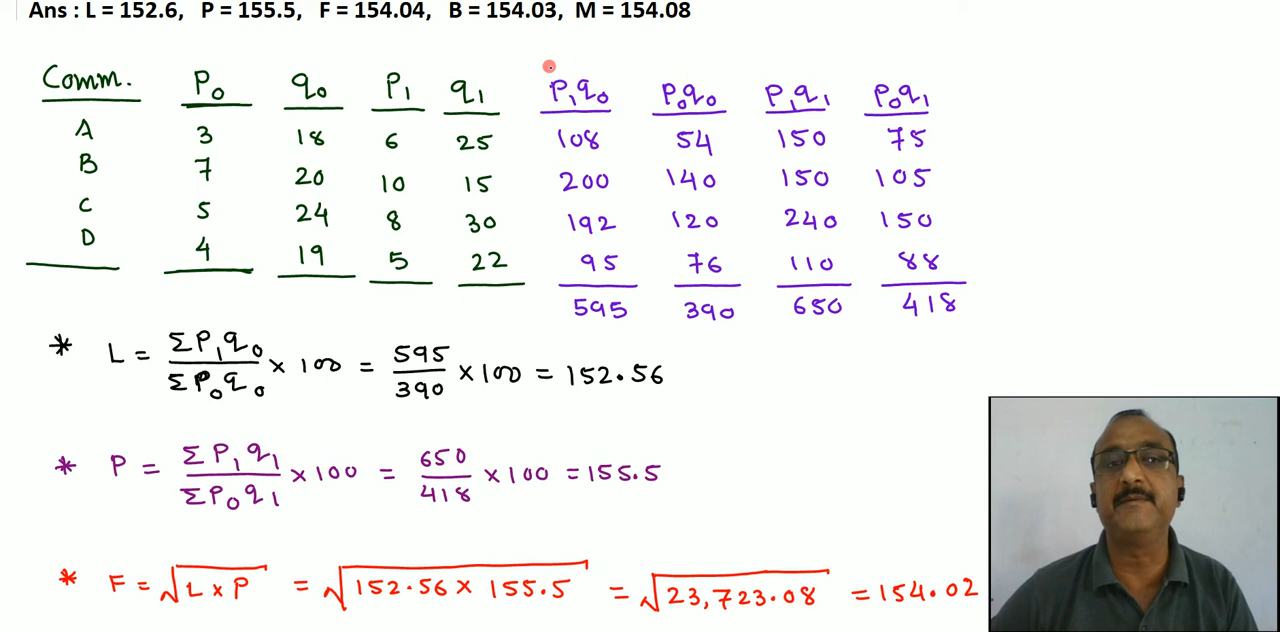 Ans : L = 152.6, P = 155.5, F = 154.04, B = 154.03, M = 154.08
Comm. P₀ q₀ P₁ q₁ P₁q₀ P₀q₀ P₁q₁ P₀q₁
A 3 18 6 25 108 54 150 75
B 7 20 10 15 200 140 150 105
C 5 24 8 30 192 120 240 150
D 4 19 5 22 95 76 110 88
595 390 650 418
* L = ΣP₁q₀ / ΣP₀q₀ × 100 = 595 / 390 × 100 = 152.56
* P = ΣP₁q₁ / ΣP₀q₁ × 100 = 650 / 418 × 100 = 155.5
* F = √L × P = √152.56 × 155.5 = √23,723.08 = 154.02